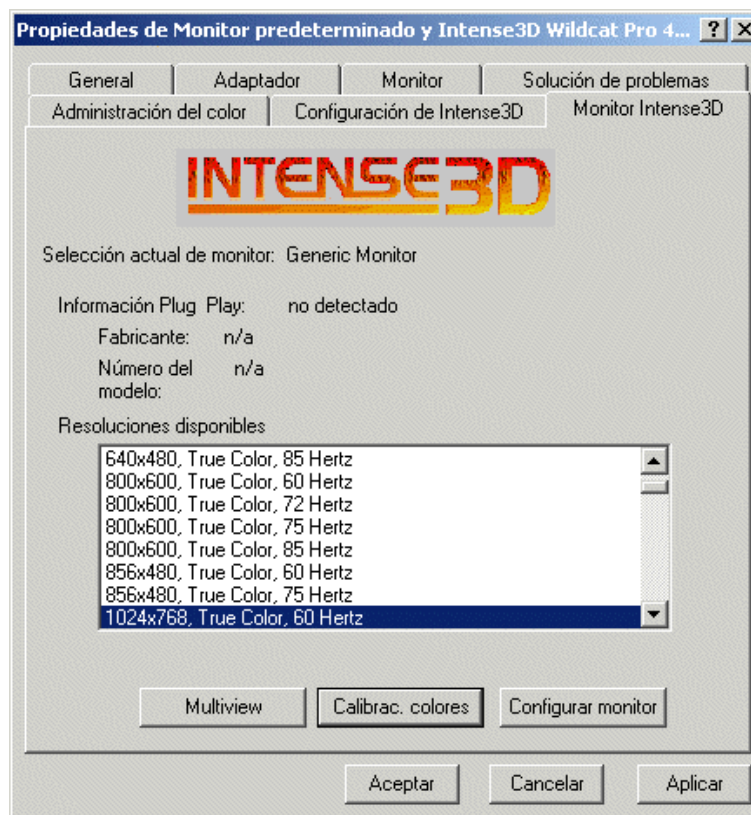 Propiedades de Monitor predeterminado y Intense3D Wildcat Pro 4...
General Adaptador Monitor Solución de problemas
Administración del color Configuración de Intense3D Monitor Intense3D
INTENSE3D
Selección actual de monitor: Generic Monitor
Información Plug Play: no detectado
Fabricante: n/a
Número del modelo: n/a
Resoluciones disponibles
640x480, True Color, 85 Hertz
800x600, True Color, 60 Hertz
800x600, True Color, 72 Hertz
800x600, True Color, 75 Hertz
800x600, True Color, 85 Hertz
856x480, True Color, 60 Hertz
856x480, True Color, 75 Hertz
1024x768, True Color, 60 Hertz
Multiview Calibrac. colores Configurar monitor
Aceptar Cancelar Aplicar